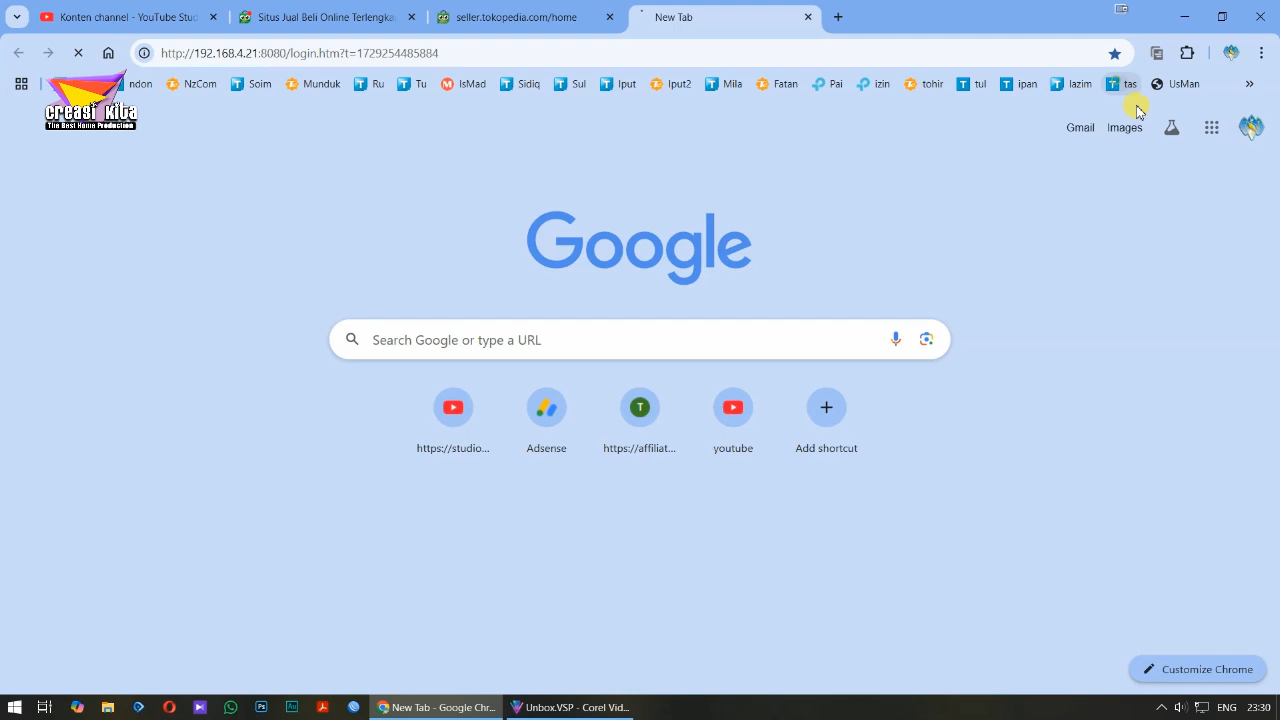 Konten channel - YouTube Stu
Situs Jual Beli Online Terlengka
seller.tokopedia.com/home
New Tab
http://192.168.4.21:8080/login.htm?t=1729254485884
ndon
NzCom
Soim
Munduk
Ru
Tu
IsMad
Sidiq
Sul
Iput
Iput2
Mila
Fatan
Pai
izin
tohir
tul
ipan
lazim
tas
UsMan
creasi kita
The Best Home Production
Gmail
Images
Google
Search Google or type a URL
T
https://studio...
Adsense
https://affiliat...
youtube
Add shortcut
Customize Chrome
New Tab - Google Chr...
Unbox.VSP - Corel Vid...
ENG
23:30